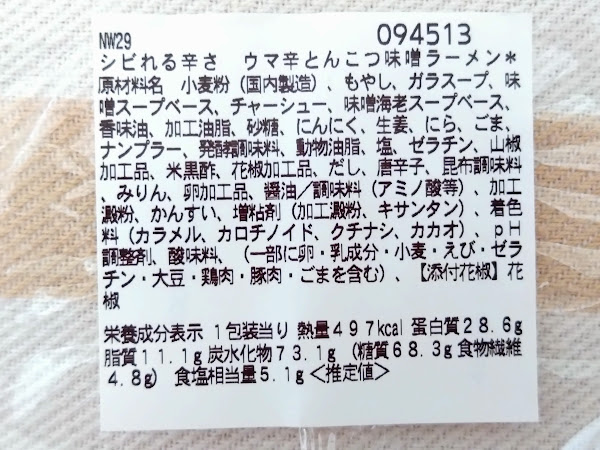 NW29 094513
シビれる辛さ ウマ辛とんこつ味噌ラーメン*
原材料名 小麦粉(国内製造)、もやし、ガラスープ、味
噌スープベース、チャーシュー、味噌海老スープベース、
香味油、加工油脂、砂糖、にんにく、生姜、にら、ごま、
ナンプラー、発酵調味料、動物油脂、塩、ゼラチン、山椒
加工品、米黒酢、花椒加工品、だし、唐辛子、昆布調味料
、みりん、卵加工品、醤油/調味料(アミノ酸等)、加工
澱粉、かんすい、増粘剤(加工澱粉、キサンタン)、着色
料(カラメル、カロチノイド、クチナシ、カカオ)、pH
調整剤、酸味料、(一部に卵・乳成分・小麦・えび・ゼラ
チン・大豆・鶏肉・豚肉・ごまを含む)、【添付花椒】花
椒
栄養成分表示 1包装当り 熱量497kcal 蛋白質28.6g
脂質11.1g 炭水化物73.1g (糖質68.3g 食物繊維
4.8g) 食塩相当量5.1g<推定値>